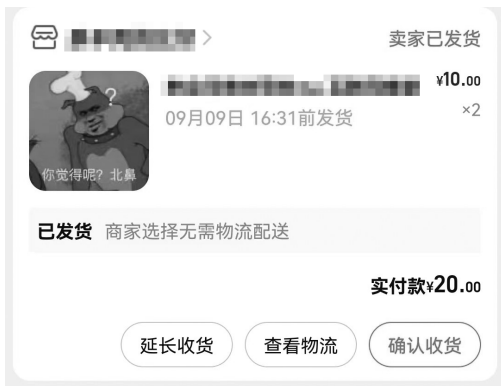 卖家已发货
¥10.00
×2
09月09日 16:31前发货
?
你觉得呢？北鼻
已发货 商家选择无需物流配送
实付款¥20.00
延长收货 查看物流 确认收货